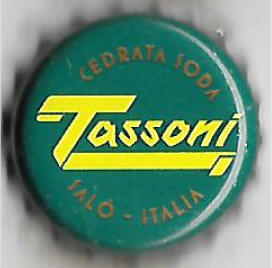 CEDRATA SODA
Tassoni
SALÒ - ITALIA